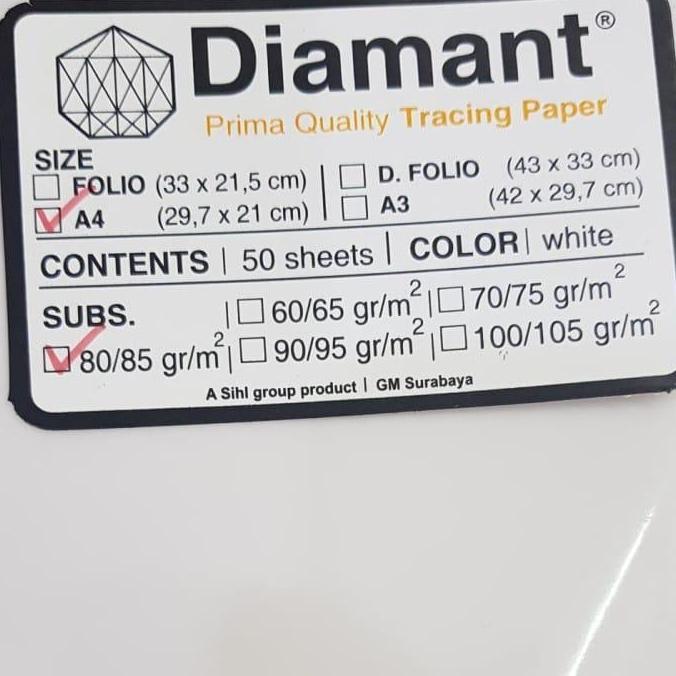 Diamant®
Prima Quality Tracing Paper
SIZE
☐ FOLIO (33 x 21,5 cm) | ☐ D. FOLIO (43 x 33 cm)
☑ A4 (29,7 x 21 cm) | ☐ A3 (42 x 29,7 cm)
CONTENTS | 50 sheets | COLOR | white
SUBS. | ☐ 60/65 gr/m² | ☐ 70/75 gr/m²
☑ 80/85 gr/m² | ☐ 90/95 gr/m² | ☐ 100/105 gr/m²
A Sihl group product | GM Surabaya